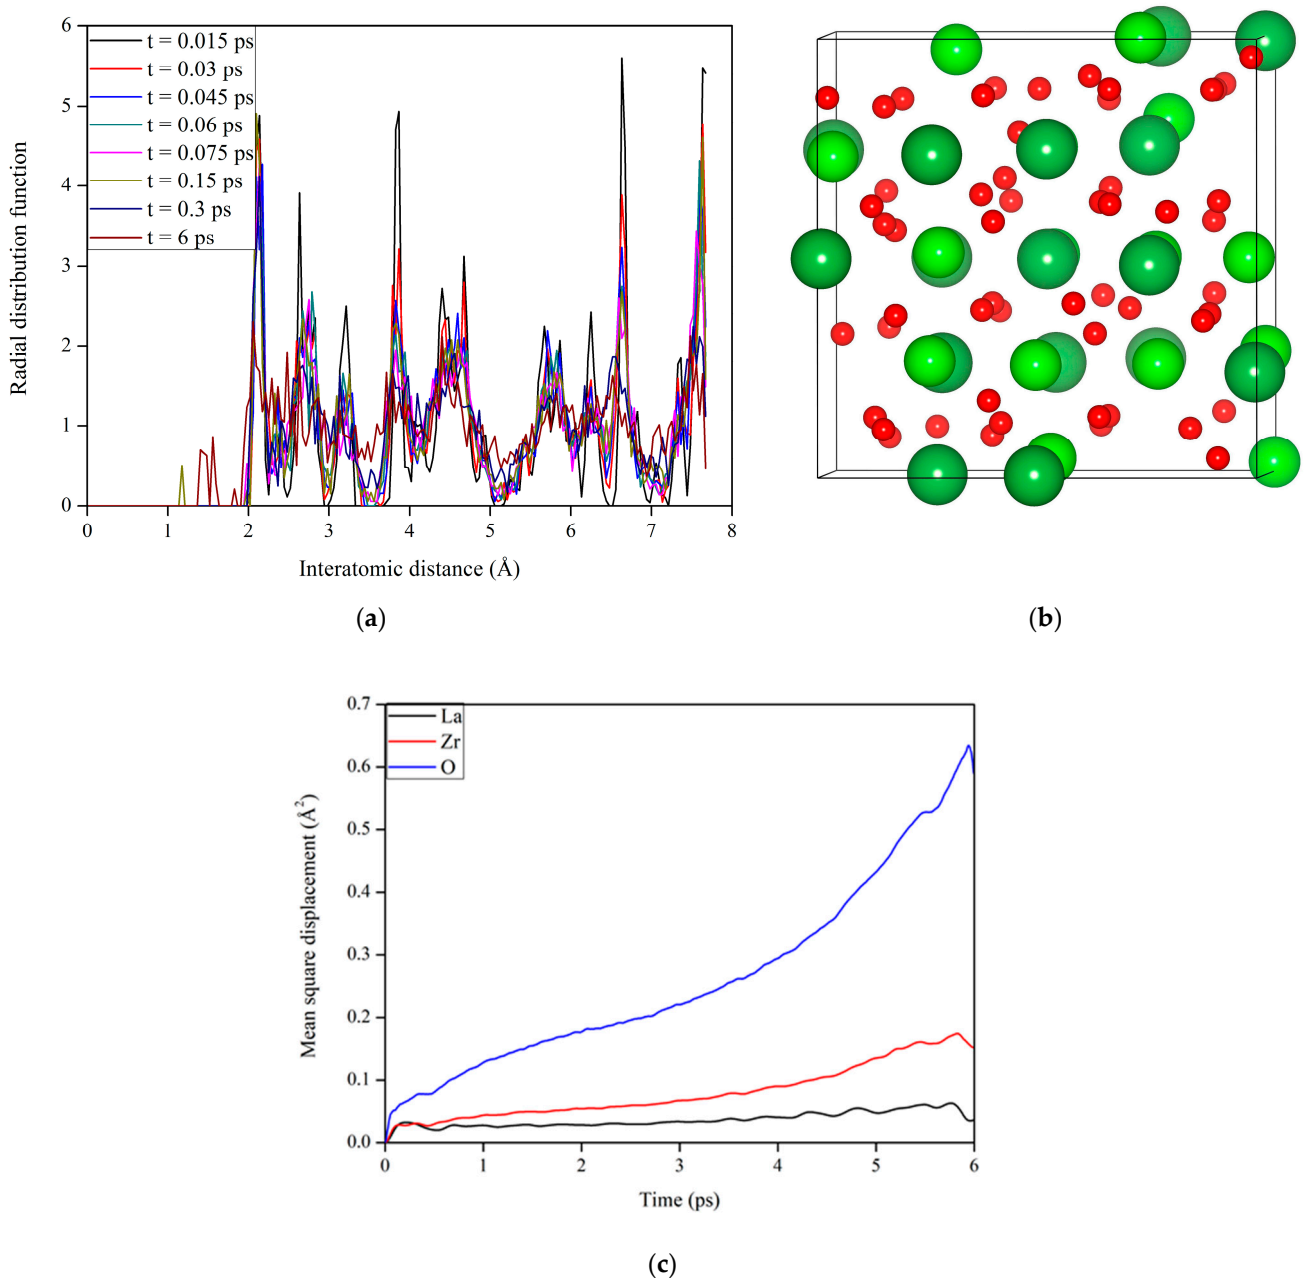 6
5
4
3
2
1
0
Radial distribution function
t = 0.015 ps
t = 0.03 ps
t = 0.045 ps
t = 0.06 ps
t = 0.075 ps
t = 0.15 ps
t = 0.3 ps
t = 6 ps
0 1 2 3 4 5 6 7 8
Interatomic distance (Å)
(a)
(b)
0.7
0.6
0.5
0.4
0.3
0.2
0.1
0.0
Mean square displacement (Å²)
La
Zr
O
0 1 2 3 4 5 6
Time (ps)
(c)